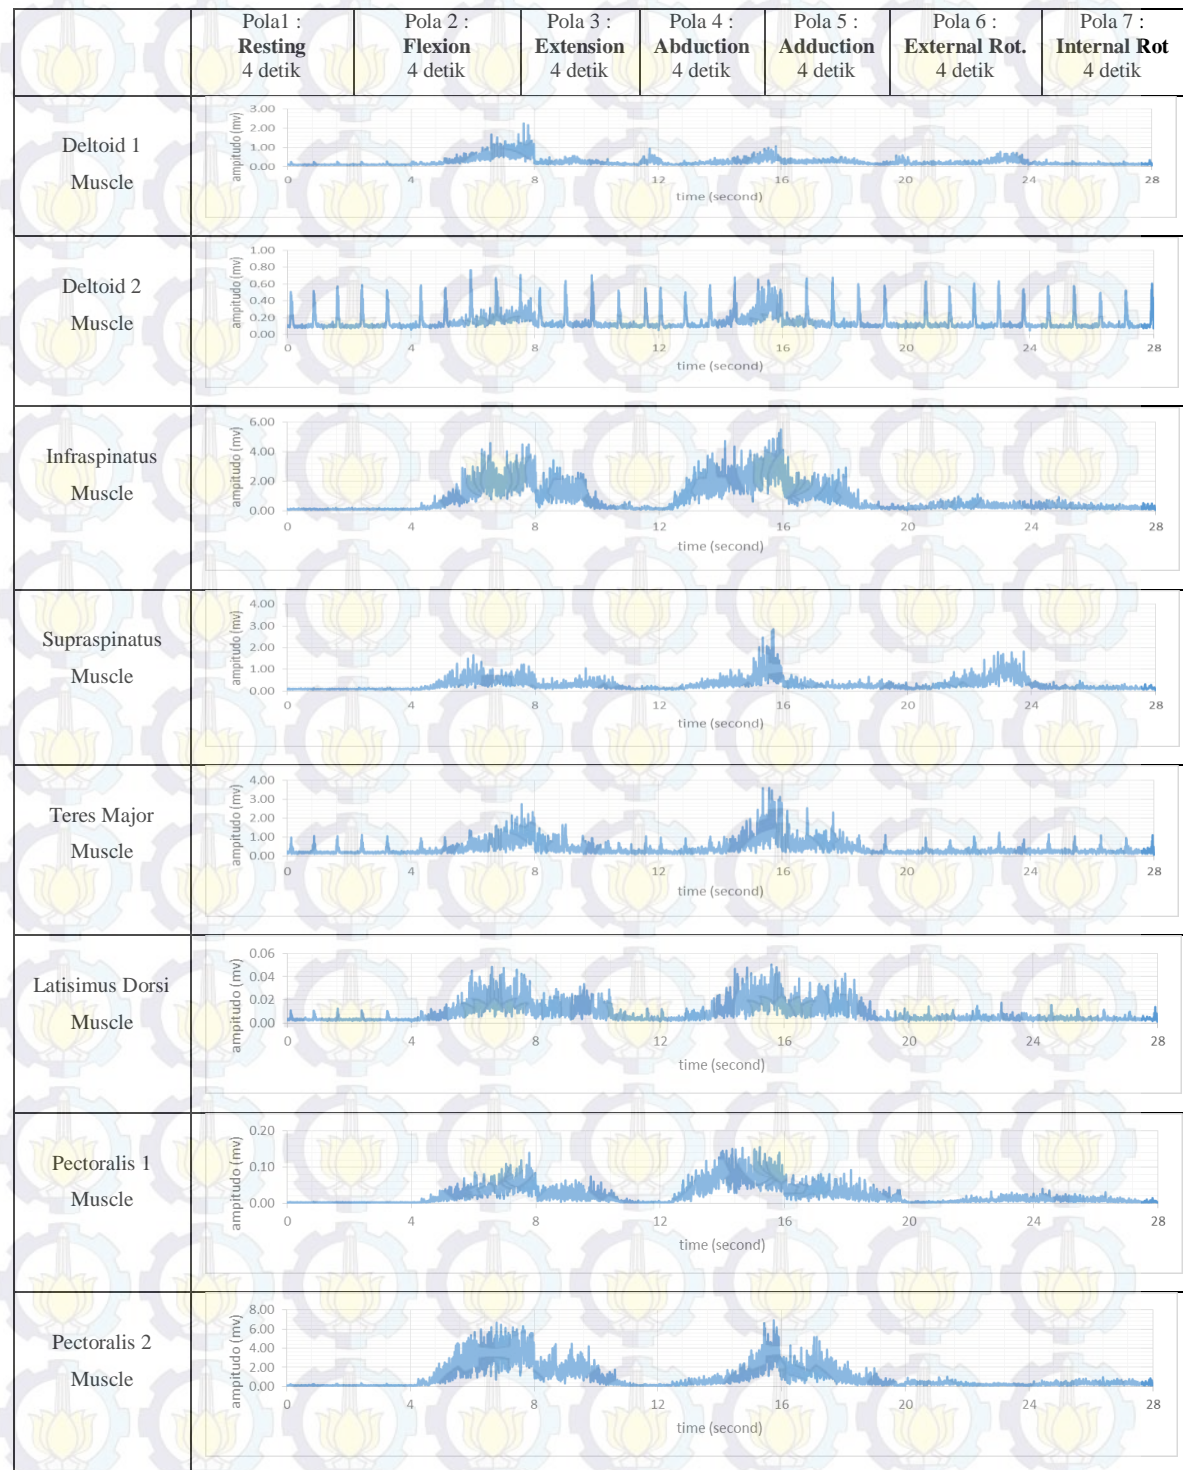 Pola1 : Pola 2 : Pola 3 : Pola 4 : Pola 5 : Pola 6 : Pola 7 :
Resting Flexion Extension Abduction Adduction External Rot. Internal Rot
4 detik 4 detik 4 detik 4 detik 4 detik 4 detik 4 detik
Deltoid 1
Muscle
ampitudo (mv)
3.00
2.00
1.00
0.00
0 4 8 12 16 20 24 28
time (second)
Deltoid 2
Muscle
ampitudo (mv)
1.00
0.80
0.60
0.40
0.20
0.00
0 4 8 12 16 20 24 28
time (second)
Infraspinatus
Muscle
ampitudo (mv)
6.00
4.00
2.00
0.00
0 4 8 12 16 20 24 28
time (second)
Supraspinatus
Muscle
ampitudo (mv)
4.00
3.00
2.00
1.00
0.00
0 4 8 12 16 20 24 28
time (second)
Teres Major
Muscle
ampitudo (mv)
4.00
3.00
2.00
1.00
0.00
0 4 8 12 16 20 24 28
time (second)
Latisimus Dorsi
Muscle
ampitudo (mv)
0.06
0.04
0.02
0.00
0 4 8 12 16 20 24 28
time (second)
Pectoralis 1
Muscle
ampitudo (mv)
0.20
0.10
0.00
0 4 8 12 16 20 24 28
time (second)
Pectoralis 2
Muscle
ampitudo (mv)
8.00
6.00
4.00
2.00
0.00
0 4 8 12 16 20 24 28
time (second)